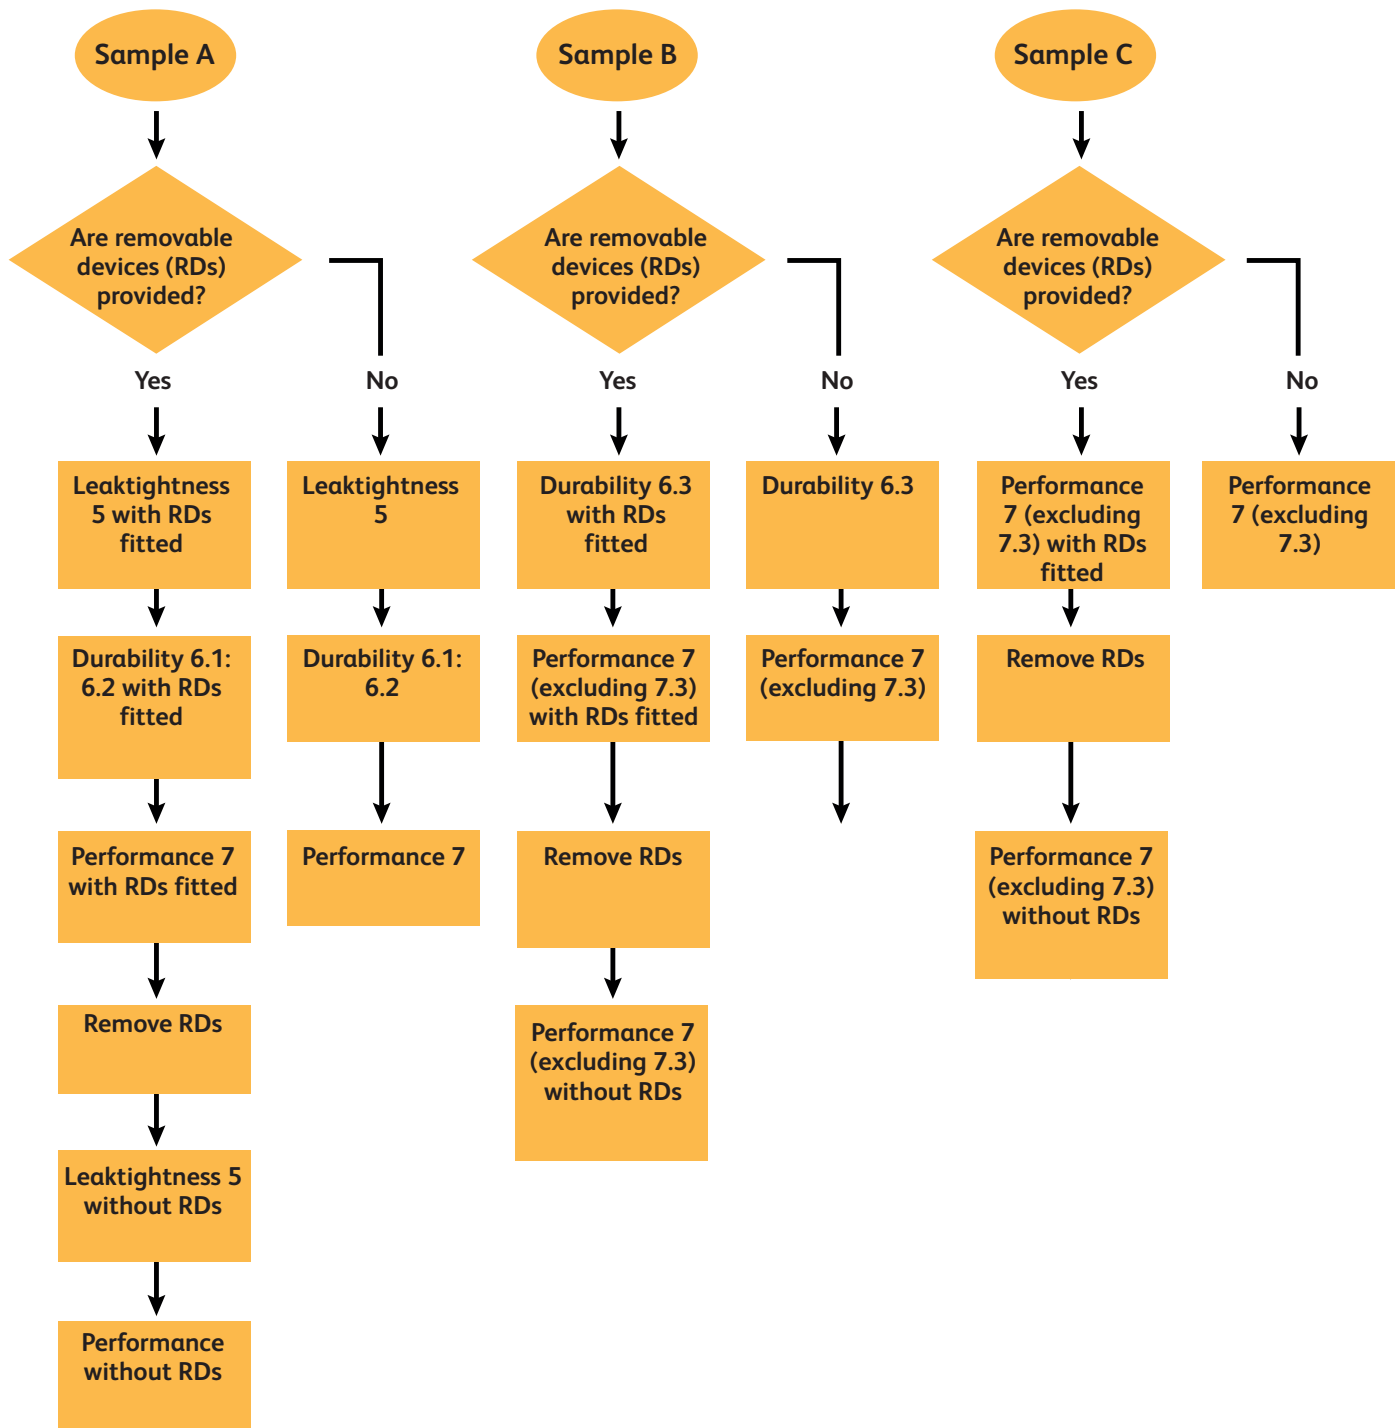 Sample A
Are removable
devices (RDs)
provided?
Yes
No
Leaktightness
5 with RDs
fitted
Leaktightness
5
Durability 6.1:
6.2 with RDs
fitted
Durability 6.1:
6.2
Performance 7
with RDs fitted
Performance 7
Remove RDs
Leaktightness 5
without RDs
Performance
without RDs
Sample B
Are removable
devices (RDs)
provided?
Yes
No
Durability 6.3
with RDs
fitted
Durability 6.3
Performance 7
(excluding 7.3)
with RDs fitted
Performance 7
(excluding 7.3)
Remove RDs
Performance 7
(excluding 7.3)
without RDs
Sample C
Are removable
devices (RDs)
provided?
Yes
No
Performance
7 (excluding
7.3) with RDs
fitted
Performance
7 (excluding
7.3)
Remove RDs
Performance 7
(excluding 7.3)
without RDs